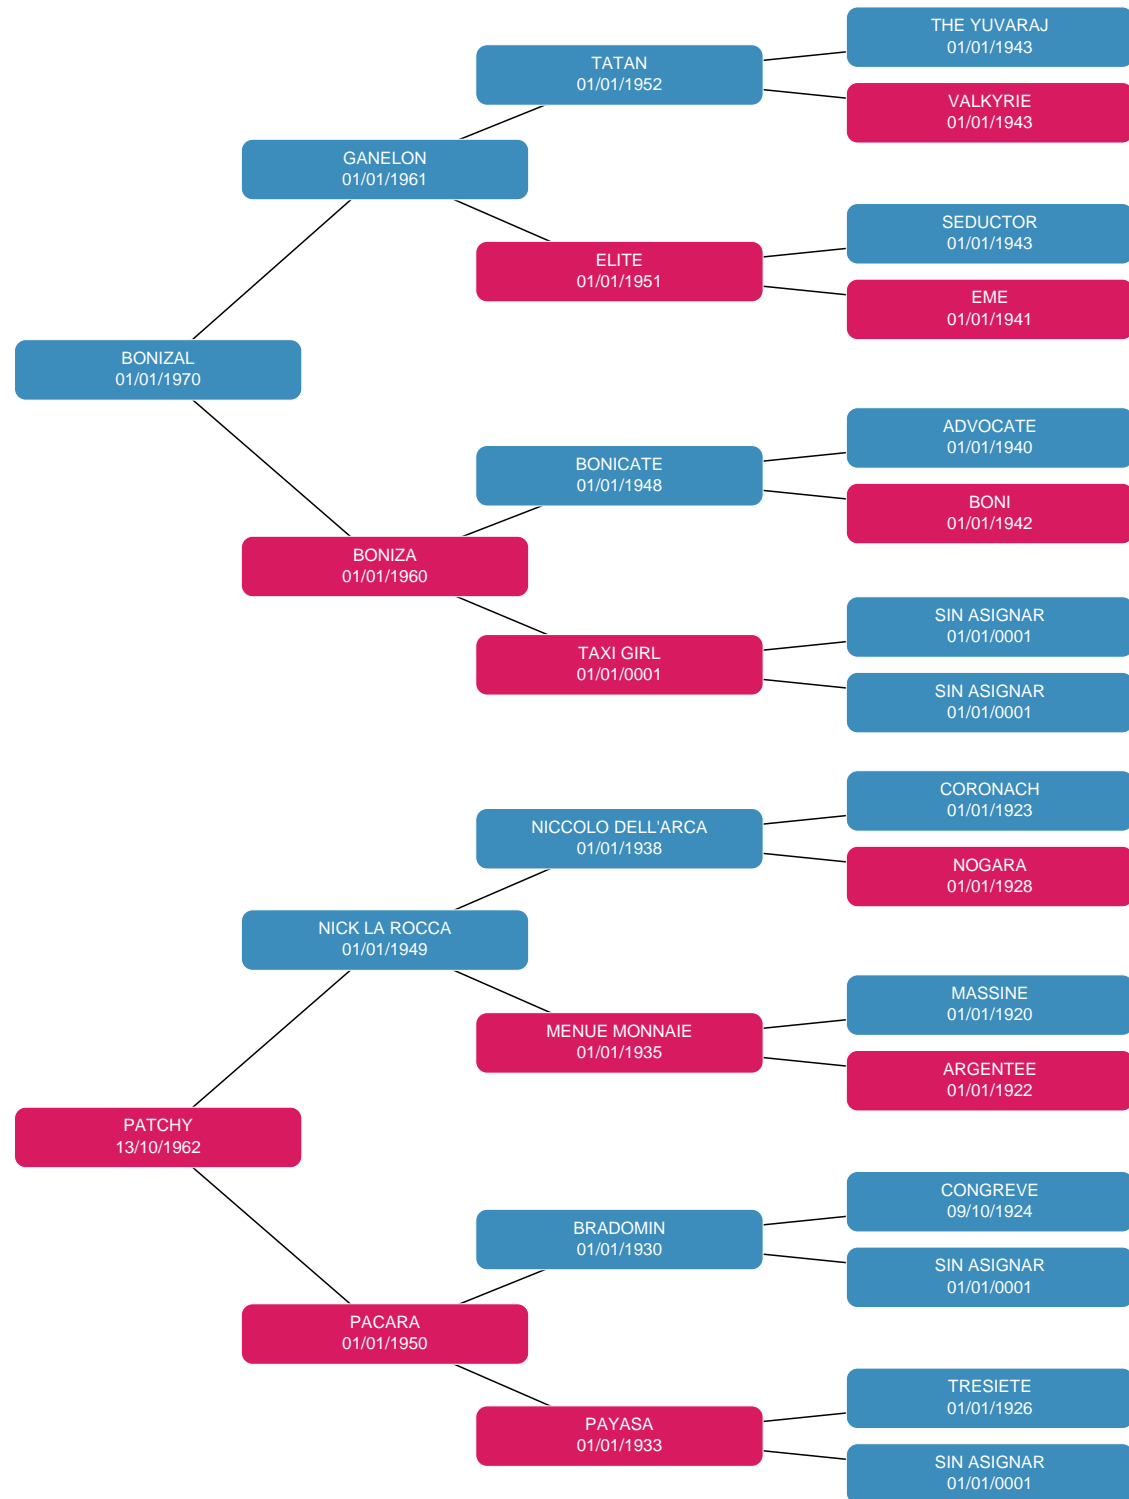 THE YUVARAJ
01/01/1943
TATAN
01/01/1952
VALKYRIE
01/01/1943
GANELON
01/01/1961
SEDUCTOR
01/01/1943
ELITE
01/01/1951
EME
01/01/1941
BONIZAL
01/01/1970
ADVOCATE
01/01/1940
BONICATE
01/01/1948
BONI
01/01/1942
BONIZA
01/01/1960
SIN ASIGNAR
01/01/0001
TAXI GIRL
01/01/0001
SIN ASIGNAR
01/01/0001
CORONACH
01/01/1923
NICCOLO DELL'ARCA
01/01/1938
NOGARA
01/01/1928
NICK LA ROCCA
01/01/1949
MASSINE
01/01/1920
MENUE MONNAIE
01/01/1935
ARGENTEE
01/01/1922
PATCHY
13/10/1962
CONGREVE
09/10/1924
BRADOMIN
01/01/1930
SIN ASIGNAR
01/01/0001
PACARA
01/01/1950
TRESIETE
01/01/1926
PAYASA
01/01/1933
SIN ASIGNAR
01/01/0001